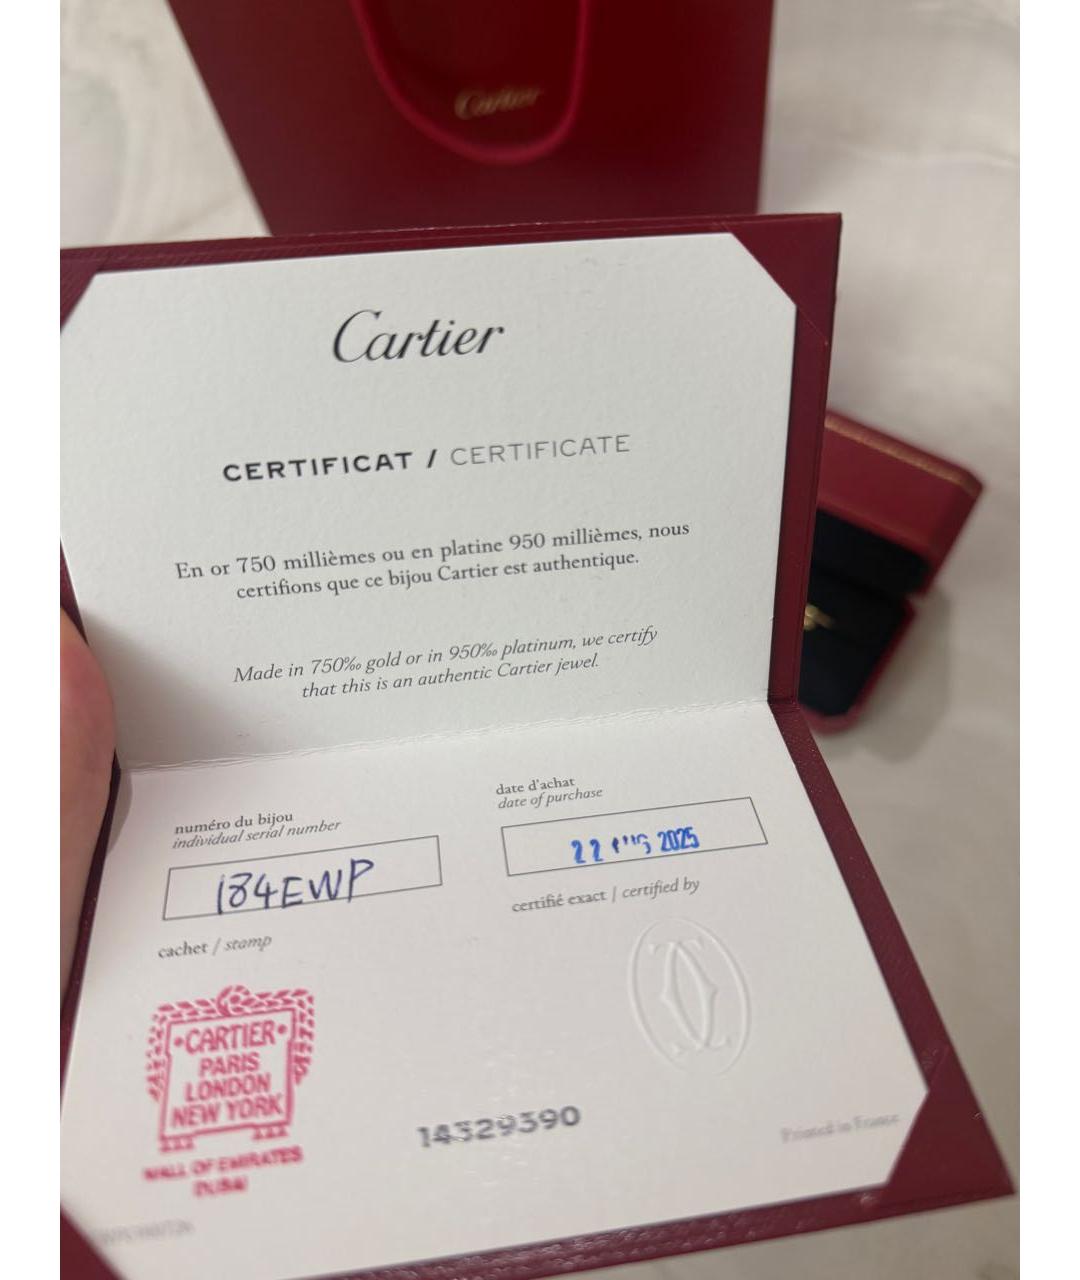 Cartier
Cartier
CERTIFICAT / CERTIFICATE
En or 750 millièmes ou en platine 950 millièmes, nous
certifions que ce bijou Cartier est authentique.
Made in 750‰ gold or in 950‰ platinum, we certify
that this is an authentic Cartier jewel.
numéro du bijou
individual serial number
184EWP
date d'achat
date of purchase
22 2025
certifié exact | certified by
cachet / stamp
•CARTIER•
PARIS
LONDON
NEW YORK
MALL OF EMIRATES
DUBAI
14329390
Printed in France